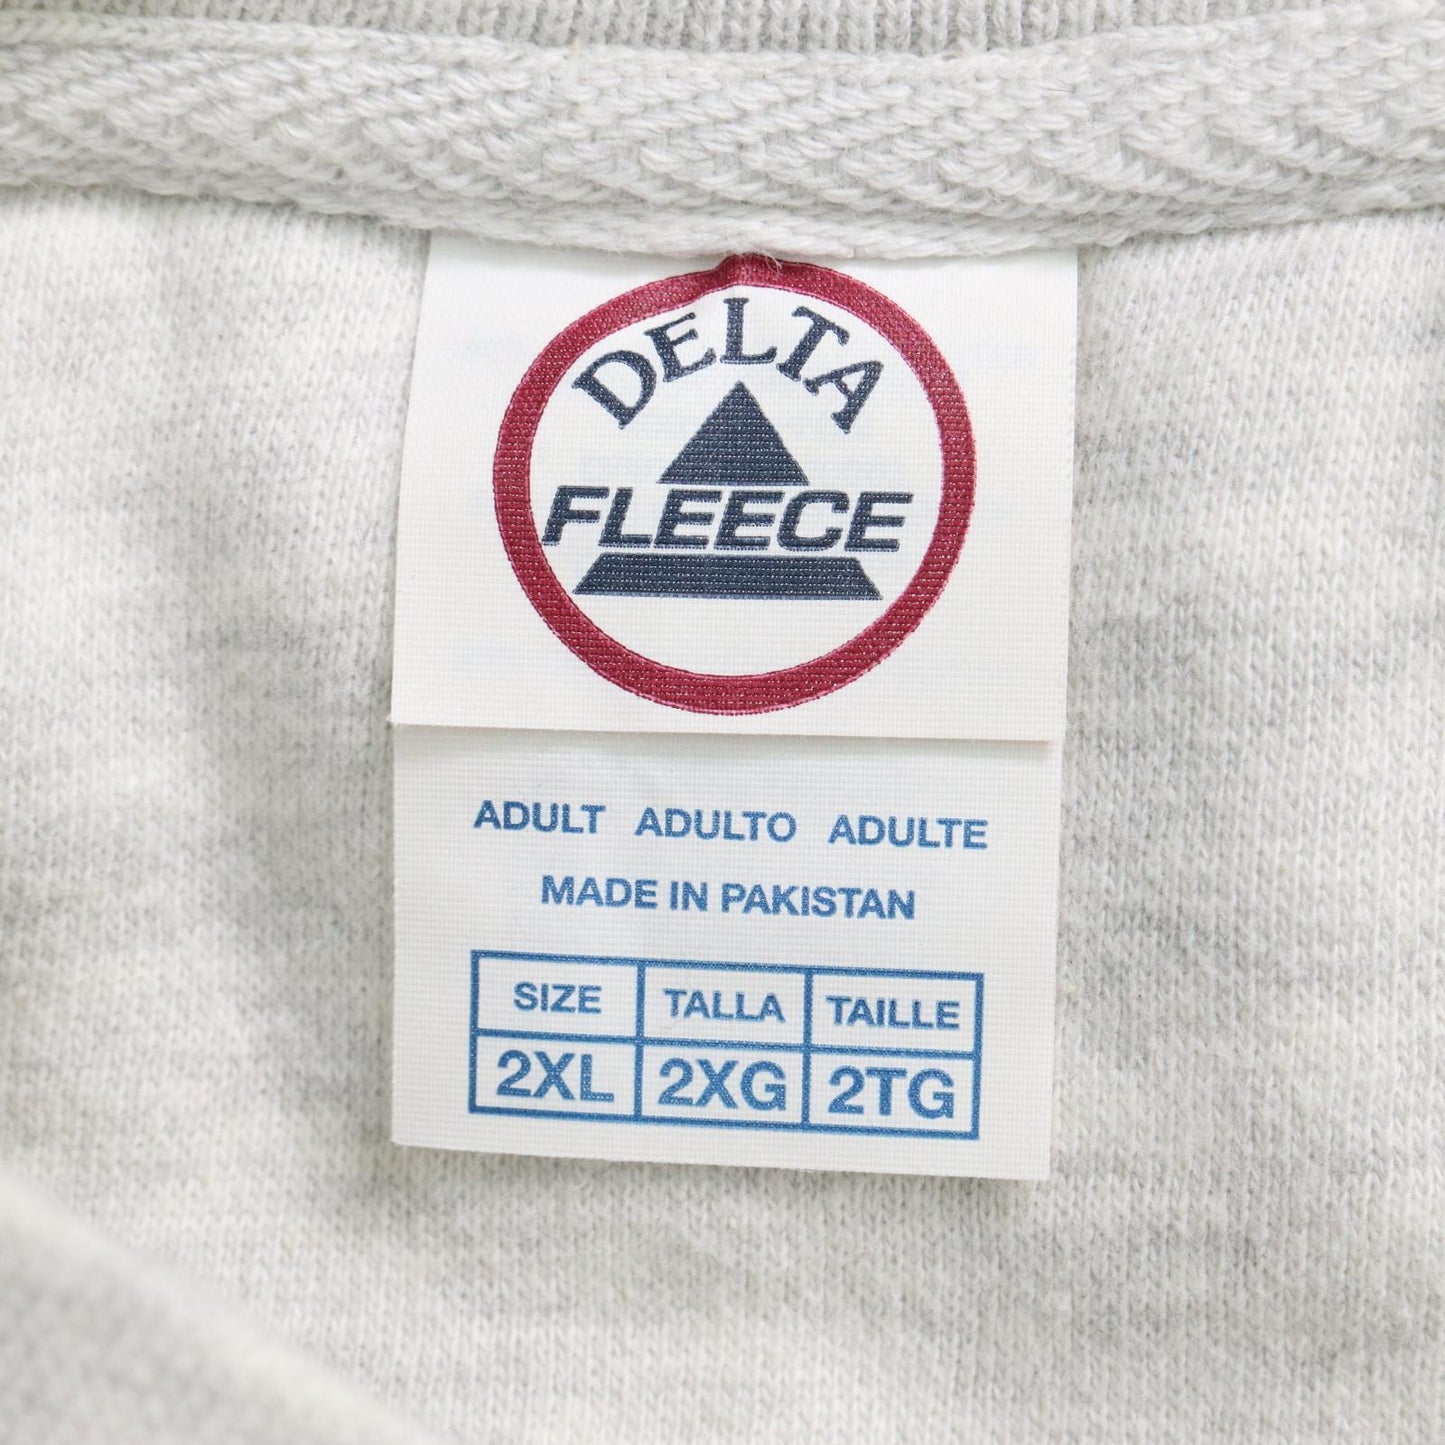 DELTA
FLEECE
ADULT ADULTO ADULTE
MADE IN PAKISTAN
SIZE TALLA TAILLE
2XL 2XG 2TG